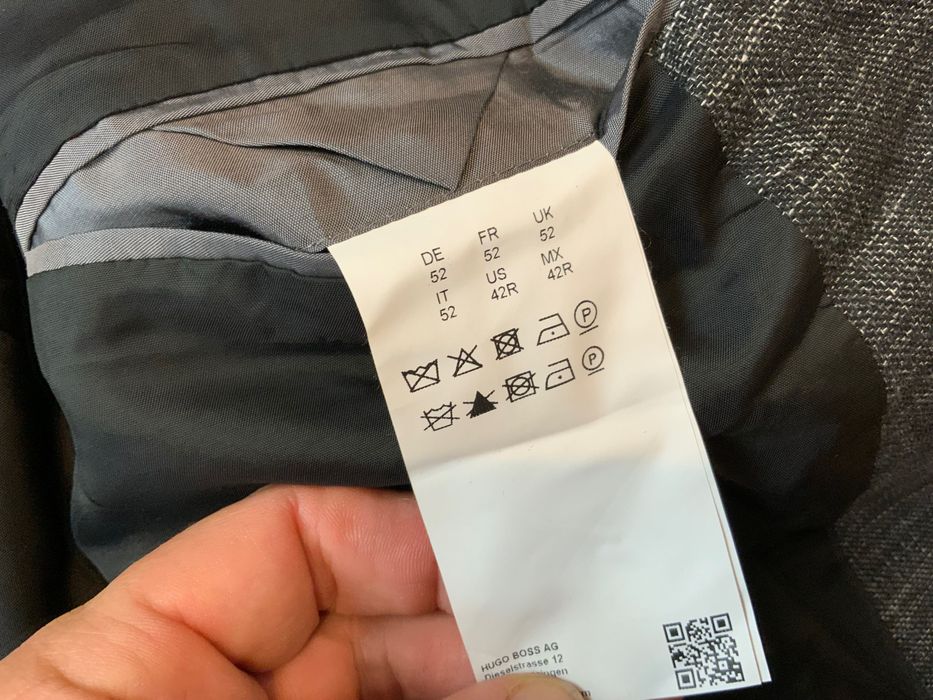 DE FR UK
52 52 52
IT US MX
52 42R 42R
P
P
HUGO BOSS AG
Dieselstrasse 12